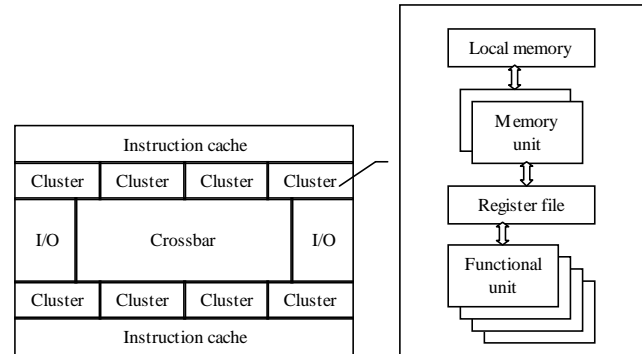 Instruction cache
Cluster Cluster Cluster Cluster
I/O Crossbar I/O
Cluster Cluster Cluster Cluster
Instruction cache
Local memory
Memory
unit
Register file
Functional
unit